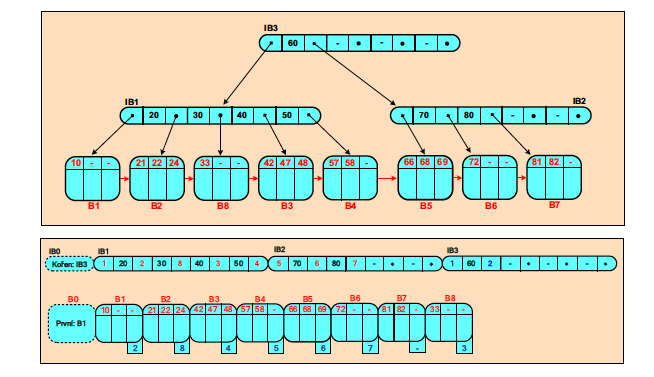 IB3
60 - - -
IB1
20 30 40 50
IB2
70 80 - -
10 - -
21 22 24
33 - -
42 47 48
57 58 -
66 68 69
72 - -
81 82 -
B1 B2 B8 B3 B4 B5 B6 B7
IB0 IB1 IB2 IB3
Kořen: IB3 1 20 2 30 8 40 3 50 4 5 70 6 80 7 - - 1 60 2 - - -
B0 B1 B2 B3 B4 B5 B6 B7 B8
První: B1
10 - - 21 22 24 42 47 48 57 58 - 66 68 69 72 - - 81 82 - 33 - -
2 8 4 5 6 7 - 3